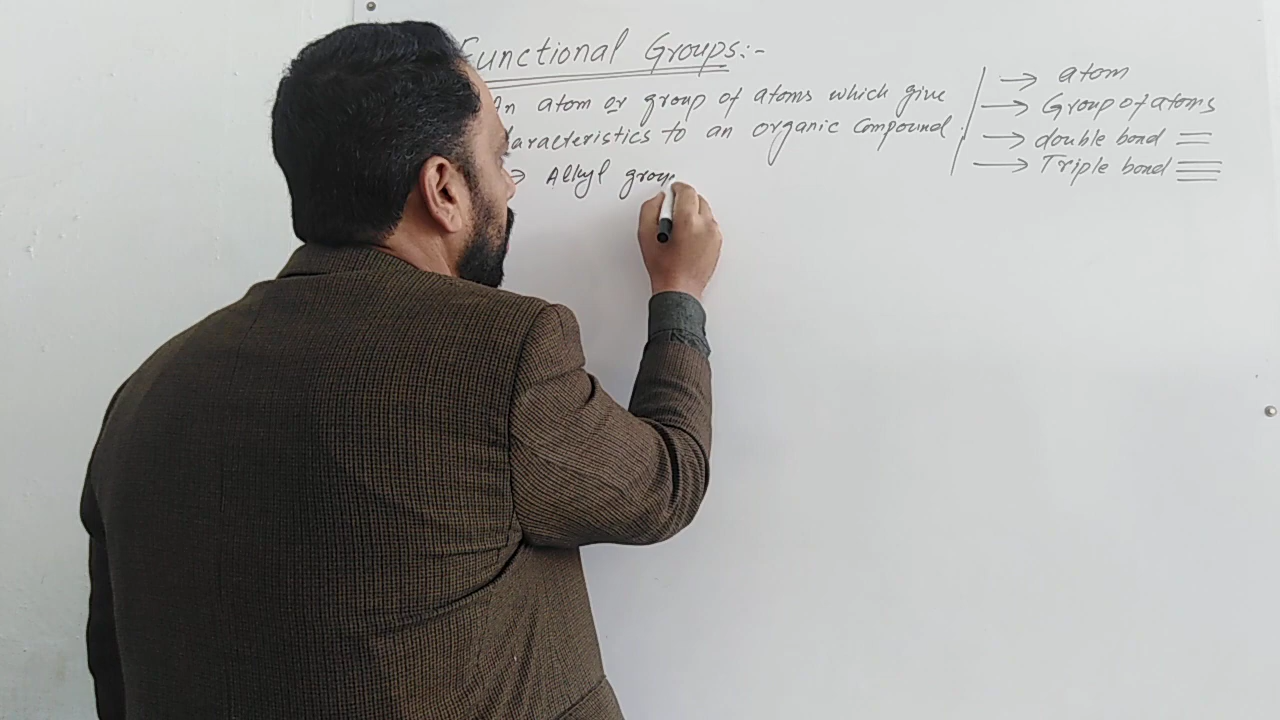 Functional Groups:-
An atom or group of atoms which give
characteristics to an organic Compound.
→ Alkyl group
→ atom
→ Group of atoms
→ double bond =
→ Triple bond ≡